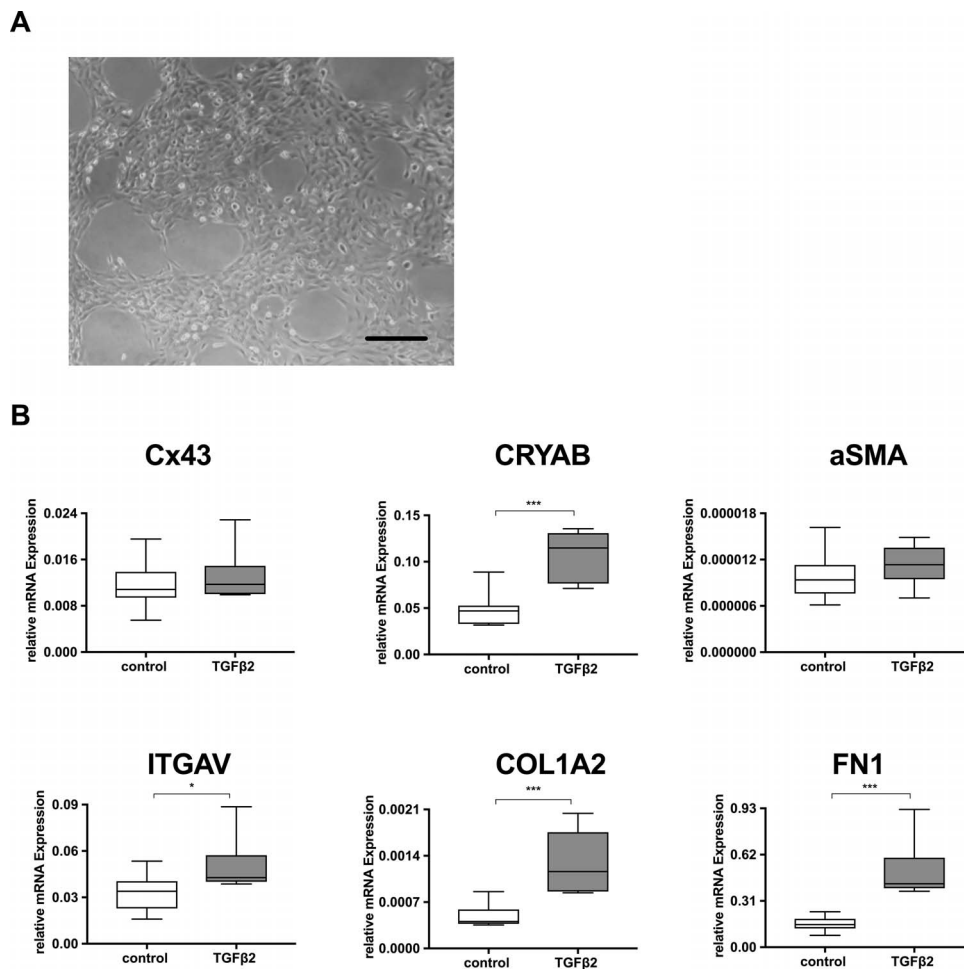 A
B
Cx43
relative mRNA Expression
0.024
0.016
0.008
0.000
control
TGFβ2
CRYAB
relative mRNA Expression
0.15
0.10
0.05
0.00
***
control
TGFβ2
aSMA
relative mRNA Expression
0.000018
0.000012
0.000006
0.000000
control
TGFβ2
ITGAV
relative mRNA Expression
0.09
0.06
0.03
0.00
*
control
TGFβ2
COL1A2
relative mRNA Expression
0.0021
0.0014
0.0007
0.0000
***
control
TGFβ2
FN1
relative mRNA Expression
0.93
0.62
0.31
0.00
***
control
TGFβ2